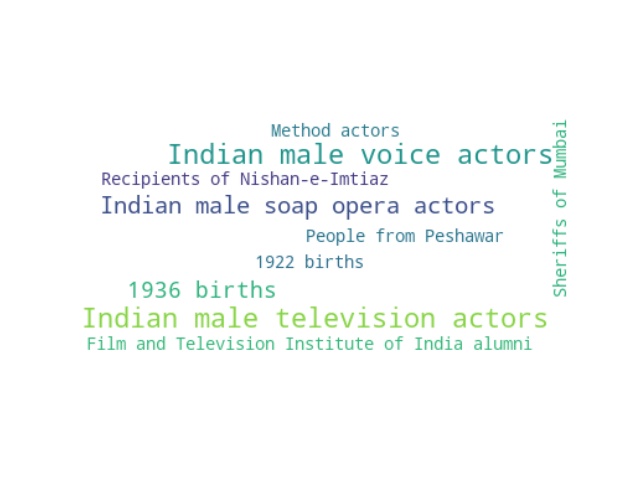 Method actors
Indian male voice actors
Recipients of Nishan-e-Imtiaz
Indian male soap opera actors
People from Peshawar
1922 births
1936 births
Indian male television actors
Film and Television Institute of India alumni
Sheriffs of Mumbai